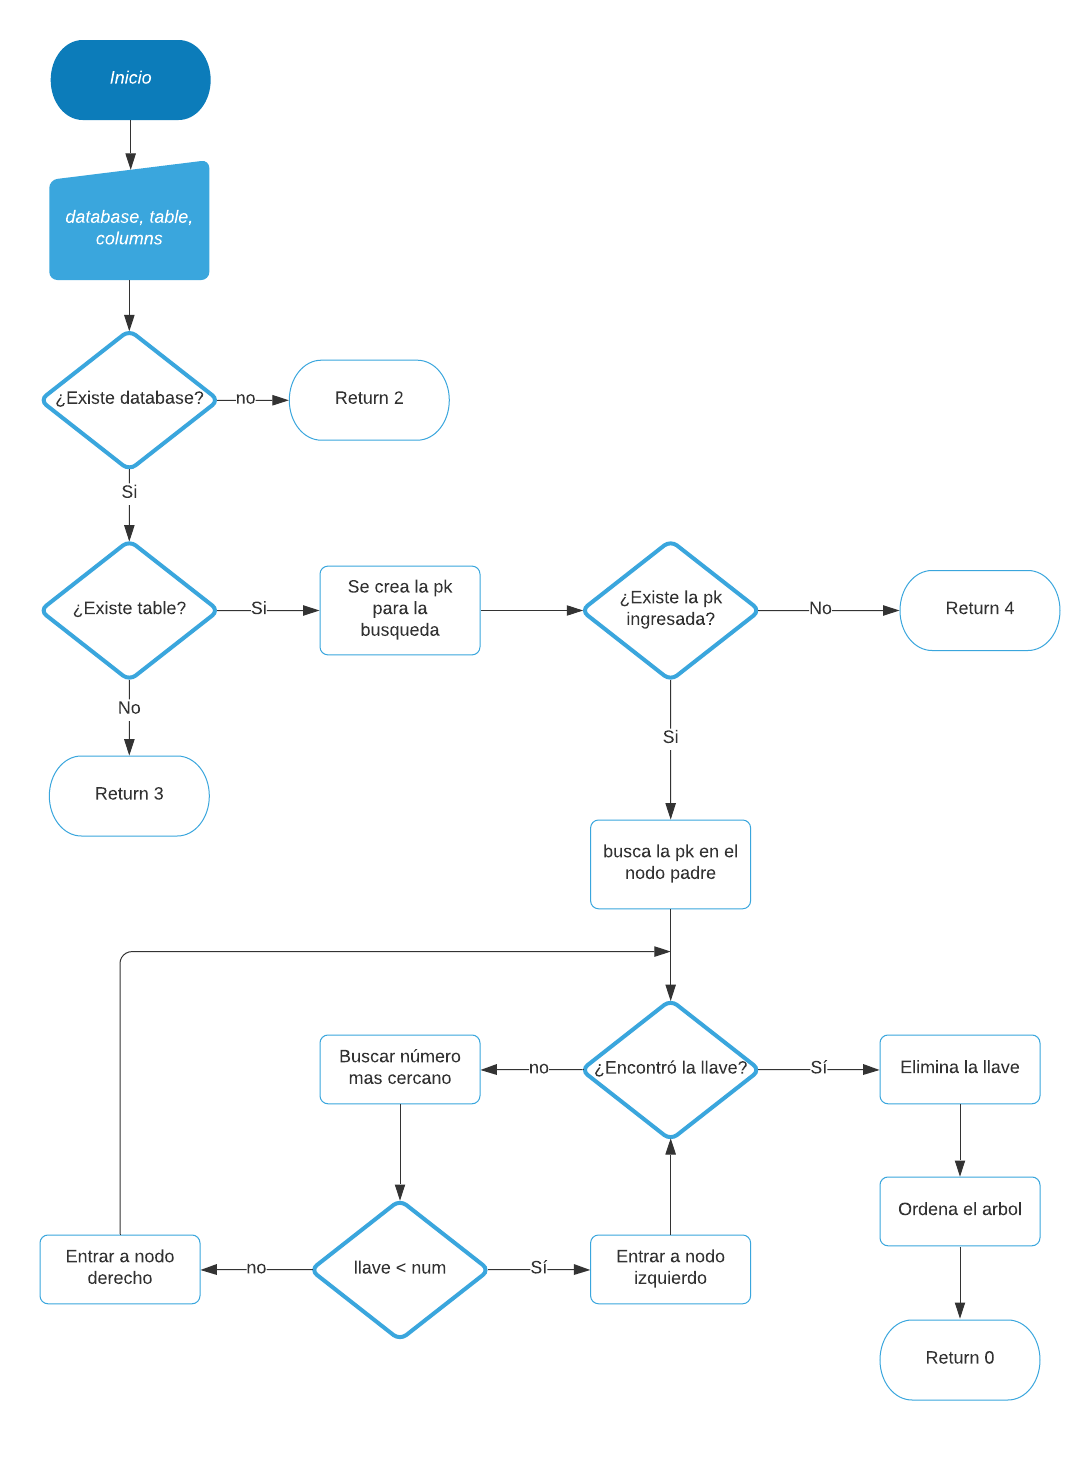 Inicio
database, table,
columns
¿Existe database?
no
Return 2
Si
¿Existe table?
Si
Se crea la pk
para la
busqueda
¿Existe la pk
ingresada?
No
Return 4
No
Return 3
Si
busca la pk en el
nodo padre
¿Encontró la llave?
no
Buscar número
mas cercano
Sí
Elimina la llave
Ordena el arbol
llave < num
no
Entrar a nodo
derecho
Sí
Entrar a nodo
izquierdo
Return 0